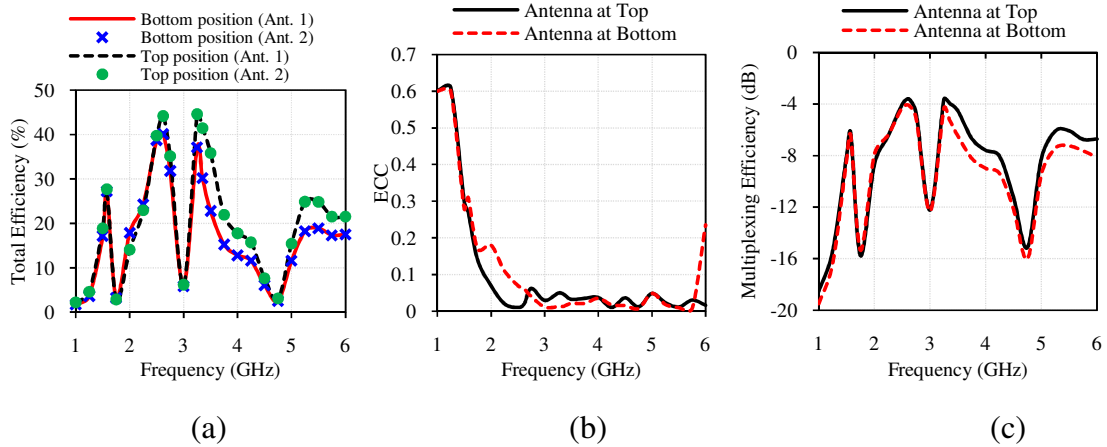 Bottom position (Ant. 1)
Bottom position (Ant. 2)
Top position (Ant. 1)
Top position (Ant. 2)
50
40
30
20
10
0
Total Efficiency (%)
1 2 3 4 5 6
Frequency (GHz)
(a)
Antenna at Top
Antenna at Bottom
0.7
0.6
0.5
0.4
0.3
0.2
0.1
0
ECC
1 2 3 4 5 6
Frequency (GHz)
(b)
Antenna at Top
Antenna at Bottom
0
-4
-8
-12
-16
-20
Multiplexing Efficiency (dB)
1 2 3 4 5 6
Frequency (GHz)
(c)